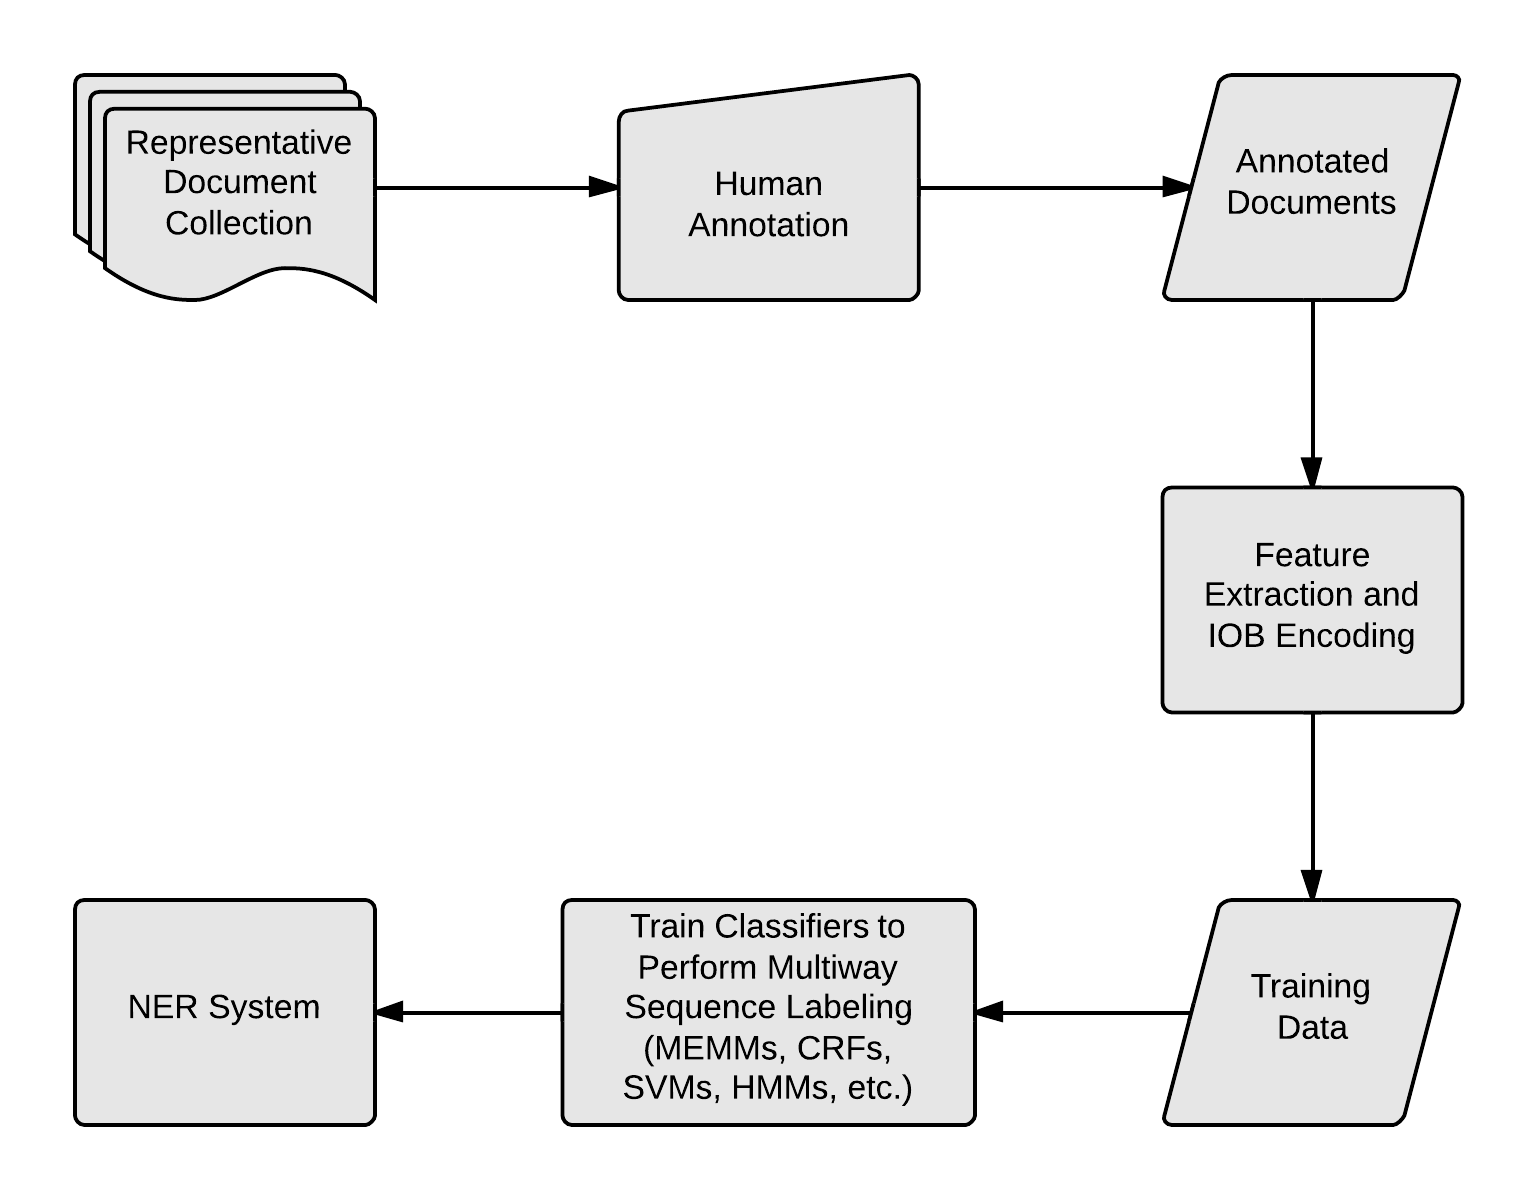 Representative
Document
Collection
Human
Annotation
Annotated
Documents
Feature
Extraction and
IOB Encoding
Training
Data
Train Classifiers to
Perform Multiway
Sequence Labeling
(MEMMs, CRFs,
SVMs, HMMs, etc.)
NER System